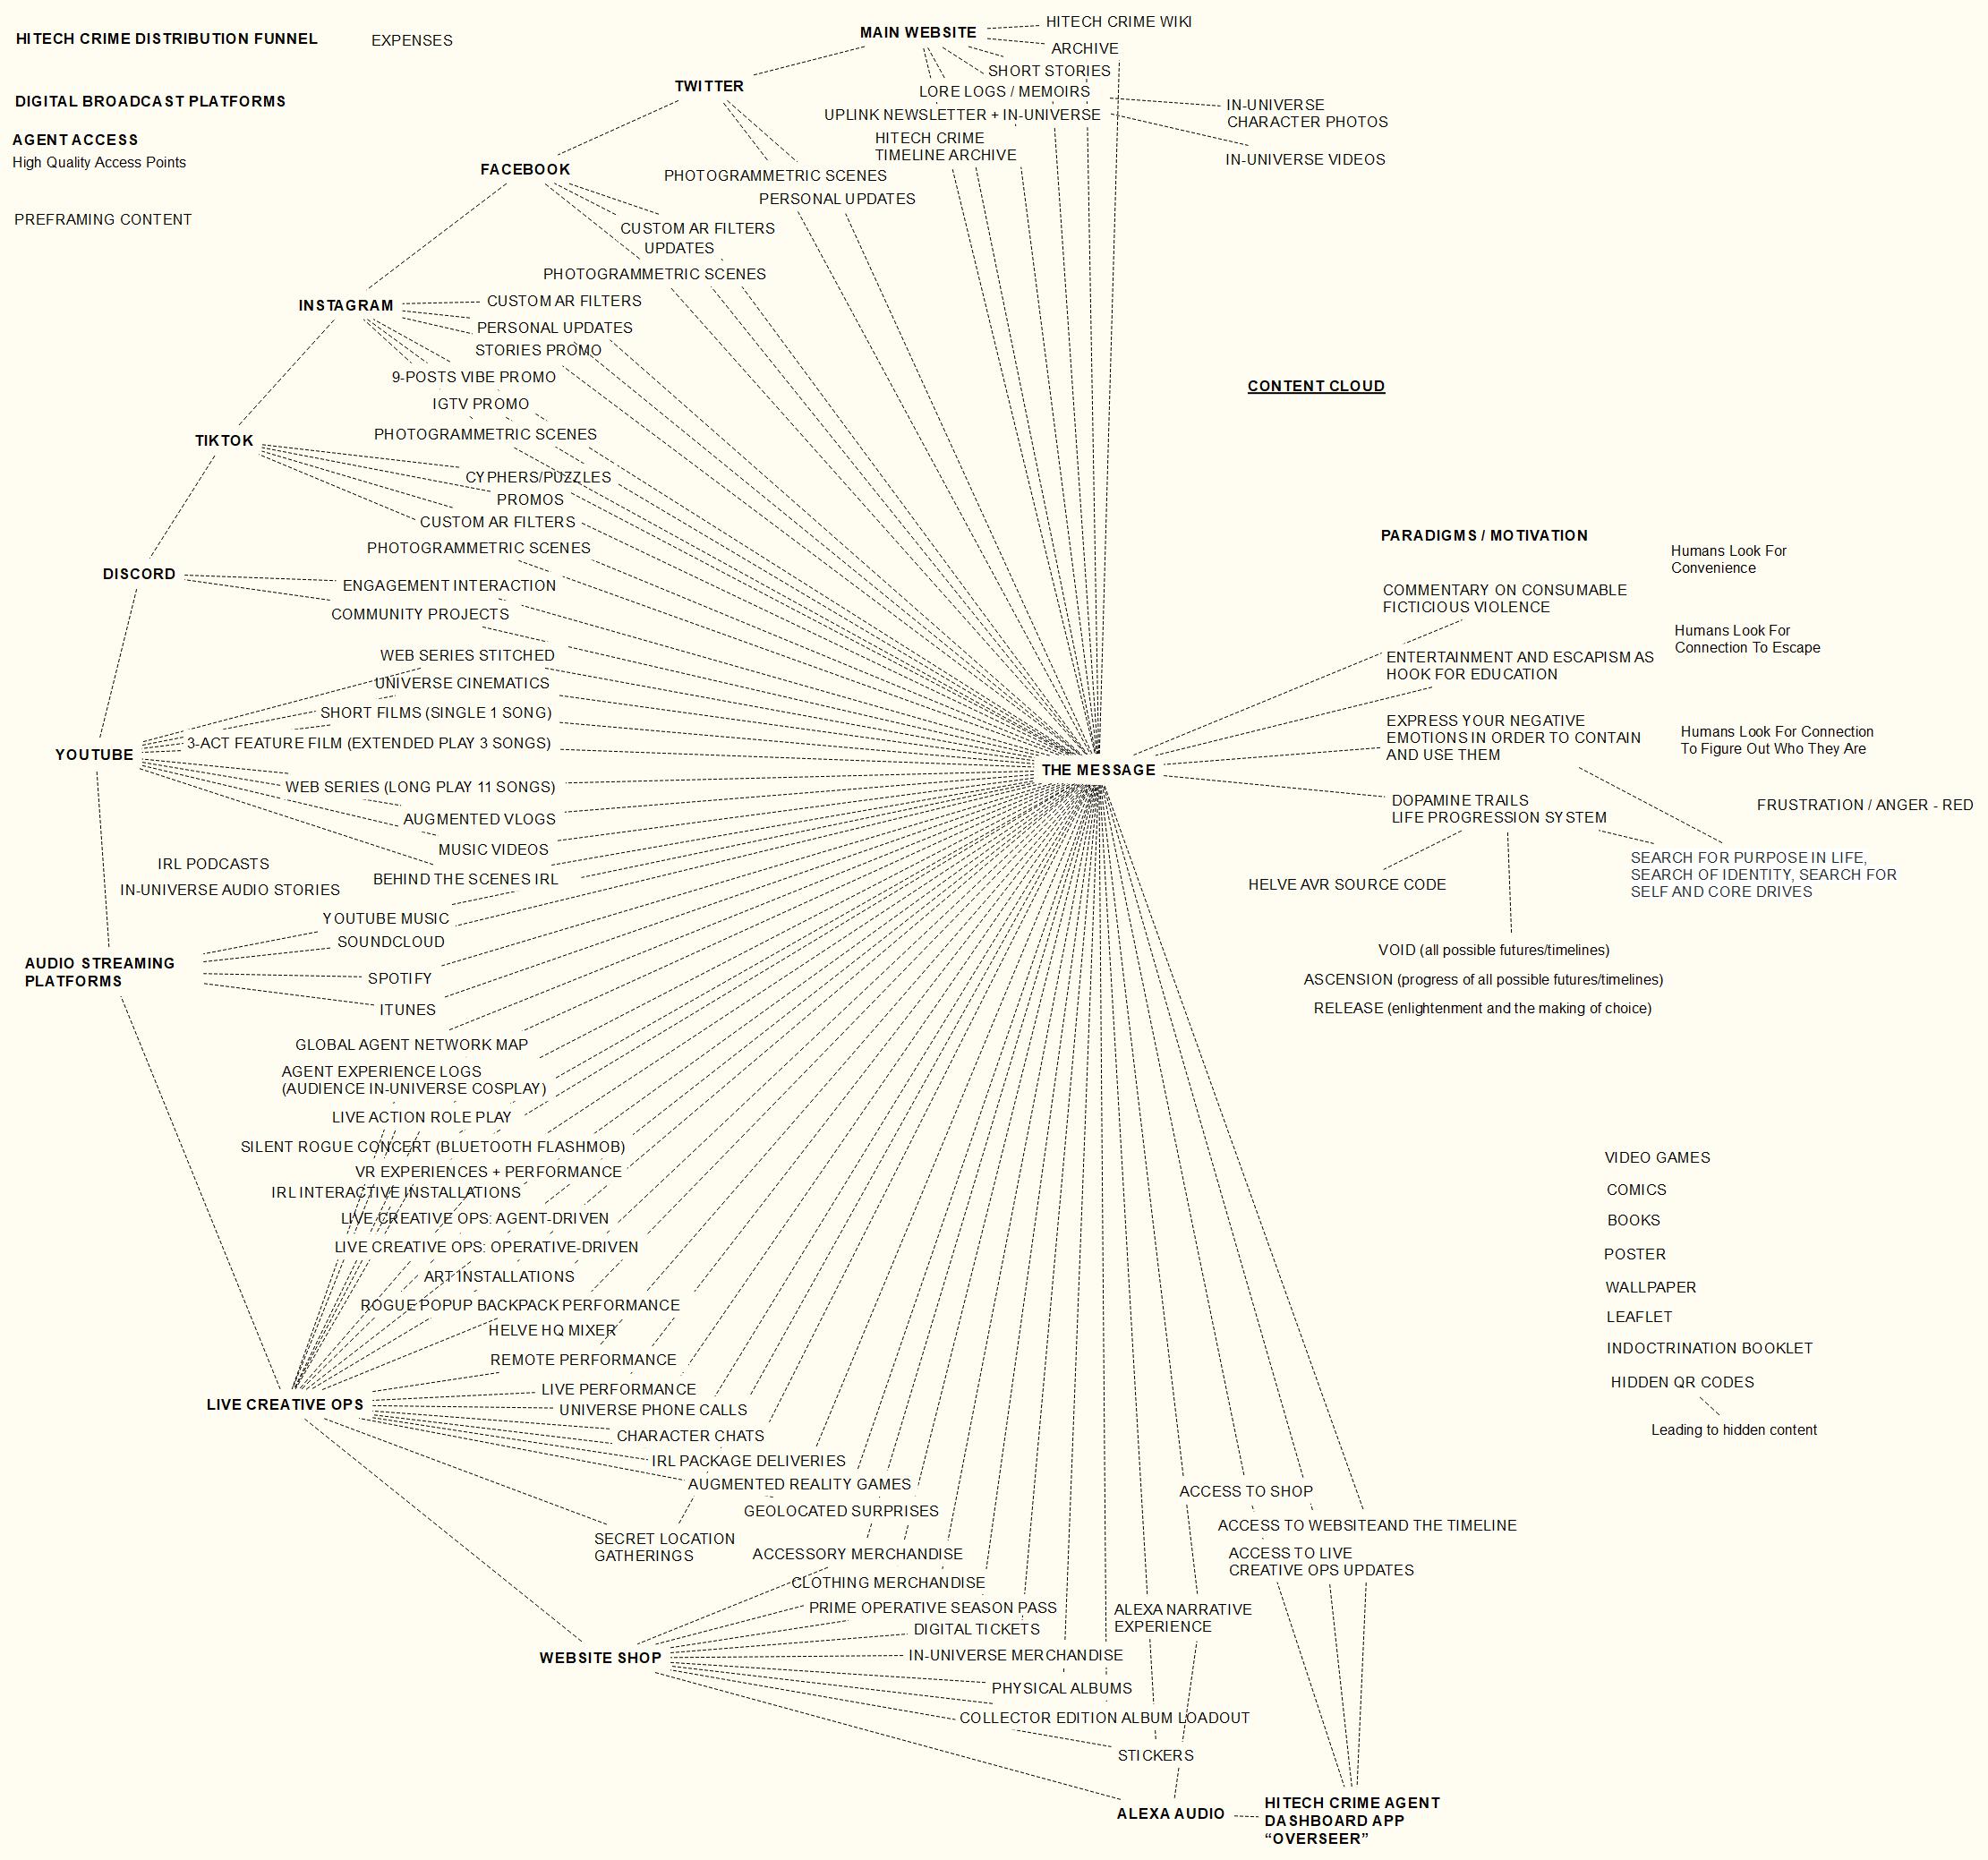 HITECH CRIME DISTRIBUTION FUNNEL
EXPENSES
DIGITAL BROADCAST PLATFORMS
AGENT ACCESS
High Quality Access Points
PREFRAMING CONTENT
MAIN WEBSITE
HITECH CRIME WIKI
ARCHIVE
SHORT STORIES
LORE LOGS / MEMOIRS
UPLINK NEWSLETTER + IN-UNIVERSE
HITECH CRIME
TIMELINE ARCHIVE
IN-UNIVERSE
CHARACTER PHOTOS
IN-UNIVERSE VIDEOS
TWITTER
PHOTOGRAMMETRIC SCENES
PERSONAL UPDATES
FACEBOOK
CUSTOM AR FILTERS
UPDATES
PHOTOGRAMMETRIC SCENES
INSTAGRAM
CUSTOM AR FILTERS
PERSONAL UPDATES
STORIES PROMO
9-POSTS VIBE PROMO
IGTV PROMO
PHOTOGRAMMETRIC SCENES
TIKTOK
CYPHERS/PUZZLES
PROMOS
CUSTOM AR FILTERS
PHOTOGRAMMETRIC SCENES
DISCORD
ENGAGEMENT INTERACTION
COMMUNITY PROJECTS
YOUTUBE
WEB SERIES STITCHED
UNIVERSE CINEMATICS
SHORT FILMS (SINGLE 1 SONG)
3-ACT FEATURE FILM (EXTENDED PLAY 3 SONGS)
WEB SERIES (LONG PLAY 11 SONGS)
AUGMENTED VLOGS
MUSIC VIDEOS
BEHIND THE SCENES IRL
IRL PODCASTS
IN-UNIVERSE AUDIO STORIES
AUDIO STREAMING
PLATFORMS
YOUTUBE MUSIC
SOUNDCLOUD
SPOTIFY
ITUNES
GLOBAL AGENT NETWORK MAP
AGENT EXPERIENCE LOGS
(AUDIENCE IN-UNIVERSE COSPLAY)
LIVE ACTION ROLE PLAY
SILENT ROGUE CONCERT (BLUETOOTH FLASHMOB)
VR EXPERIENCES + PERFORMANCE
IRL INTERACTIVE INSTALLATIONS
LIVE CREATIVE OPS: AGENT-DRIVEN
LIVE CREATIVE OPS: OPERATIVE-DRIVEN
ART INSTALLATIONS
ROGUE POPUP BACKPACK PERFORMANCE
HELVE HQ MIXER
REMOTE PERFORMANCE
LIVE CREATIVE OPS
LIVE PERFORMANCE
UNIVERSE PHONE CALLS
CHARACTER CHATS
IRL PACKAGE DELIVERIES
AUGMENTED REALITY GAMES
GEOLOCATED SURPRISES
SECRET LOCATION
GATHERINGS
ACCESSORY MERCHANDISE
CLOTHING MERCHANDISE
PRIME OPERATIVE SEASON PASS
DIGITAL TICKETS
WEBSITE SHOP
IN-UNIVERSE MERCHANDISE
PHYSICAL ALBUMS
COLLECTOR EDITION ALBUM LOADOUT
STICKERS
ALEXA NARRATIVE
EXPERIENCE
ALEXA AUDIO
ACCESS TO SHOP
ACCESS TO WEBSITEAND THE TIMELINE
ACCESS TO LIVE
CREATIVE OPS UPDATES
HITECH CRIME AGENT
DASHBOARD APP
“OVERSEER”
THE MESSAGE
CONTENT CLOUD
PARADIGMS / MOTIVATION
COMMENTARY ON CONSUMABLE
FICTICIOUS VIOLENCE
ENTERTAINMENT AND ESCAPISM AS
HOOK FOR EDUCATION
EXPRESS YOUR NEGATIVE
EMOTIONS IN ORDER TO CONTAIN
AND USE THEM
DOPAMINE TRAILS
LIFE PROGRESSION SYSTEM
Humans Look For
Convenience
Humans Look For
Connection To Escape
Humans Look For Connection
To Figure Out Who They Are
FRUSTRATION / ANGER - RED
SEARCH FOR PURPOSE IN LIFE,
SEARCH OF IDENTITY, SEARCH FOR
SELF AND CORE DRIVES
HELVE AVR SOURCE CODE
VOID (all possible futures/timelines)
ASCENSION (progress of all possible futures/timelines)
RELEASE (enlightenment and the making of choice)
VIDEO GAMES
COMICS
BOOKS
POSTER
WALLPAPER
LEAFLET
INDOCTRINATION BOOKLET
HIDDEN QR CODES
Leading to hidden content